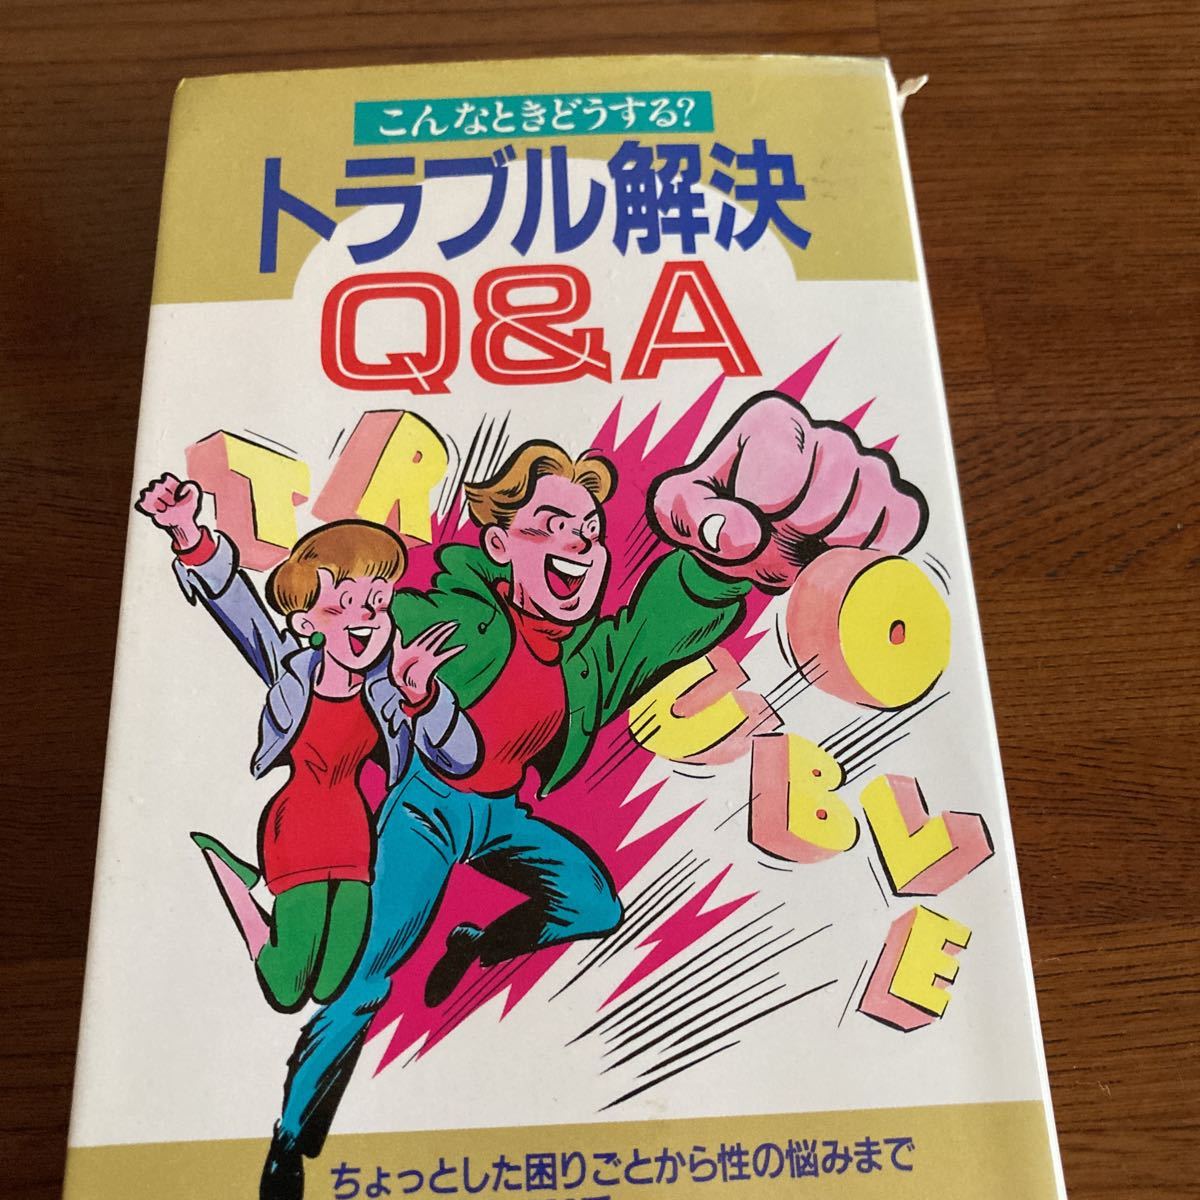 こんなときどうする?
トラブル解決
Q&A
TROUBLE
ちょっとした困りごとから性の悩みまで